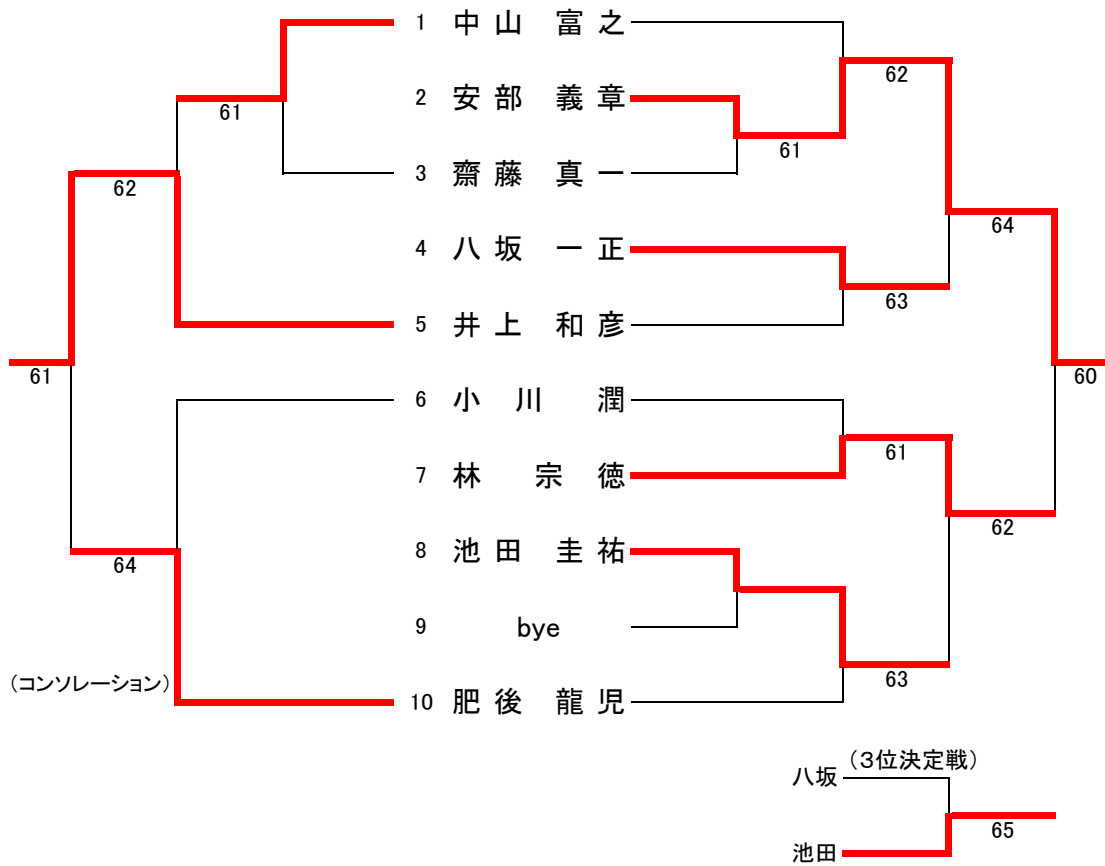 1 中山 富之
62
2 安部 義章
61
61
3 齋藤 真一
62
4 八坂 一正
64
63
5 井上 和彦
61
60
6 小川 潤
61
7 林 宗徳
62
8 池田 圭祐
64
9 bye
63
(コンソレーション)
10 肥後 龍児
(3位決定戦)
八坂
65
池田